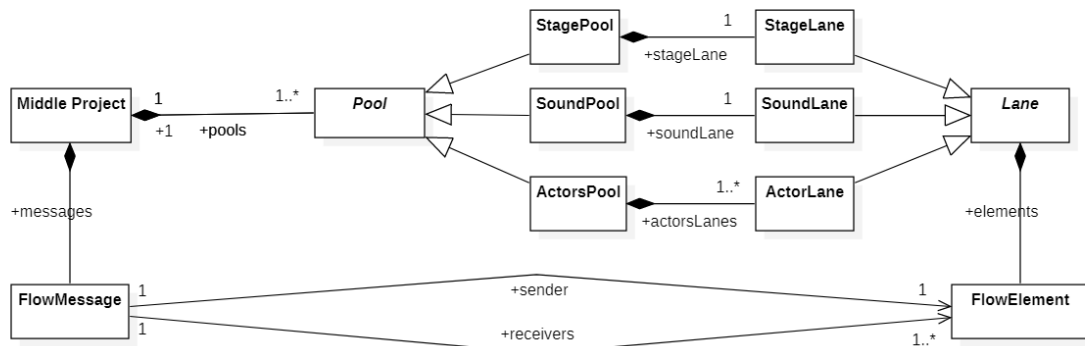 StagePool
1
StageLane
+stageLane
Middle Project
1
1..*
Pool
SoundPool
1
SoundLane
Lane
+1
+pools
+soundLane
ActorsPool
1..*
ActorLane
+messages
+actorsLanes
+elements
FlowMessage
1
+sender
1
FlowElement
1
+receivers
1..*